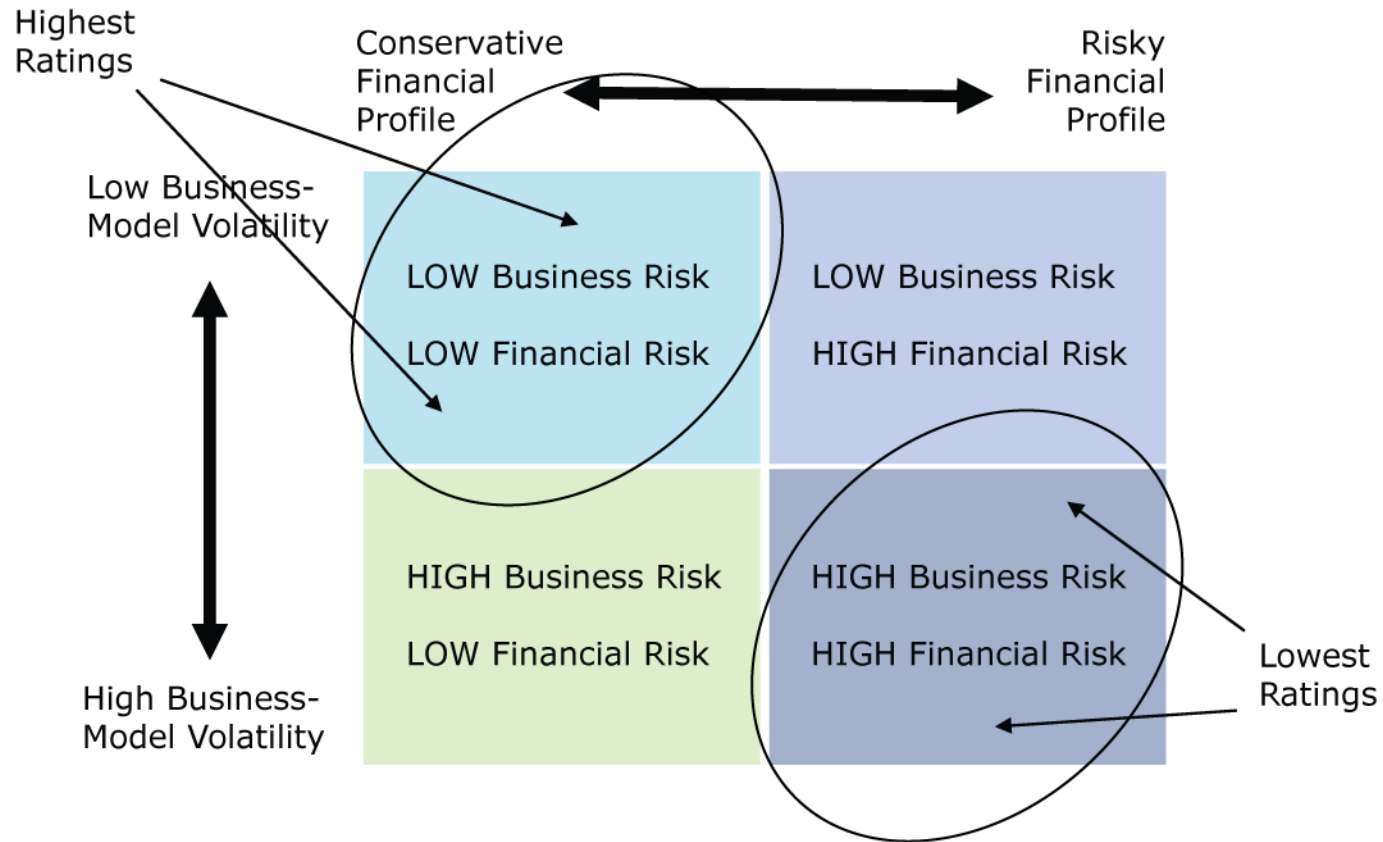 Highest
Ratings
Conservative
Financial
Profile
Risky
Financial
Profile
Low Business-
Model Volatility
LOW Business Risk
LOW Financial Risk
LOW Business Risk
HIGH Financial Risk
HIGH Business Risk
LOW Financial Risk
HIGH Business Risk
HIGH Financial Risk
High Business-
Model Volatility
Lowest
Ratings